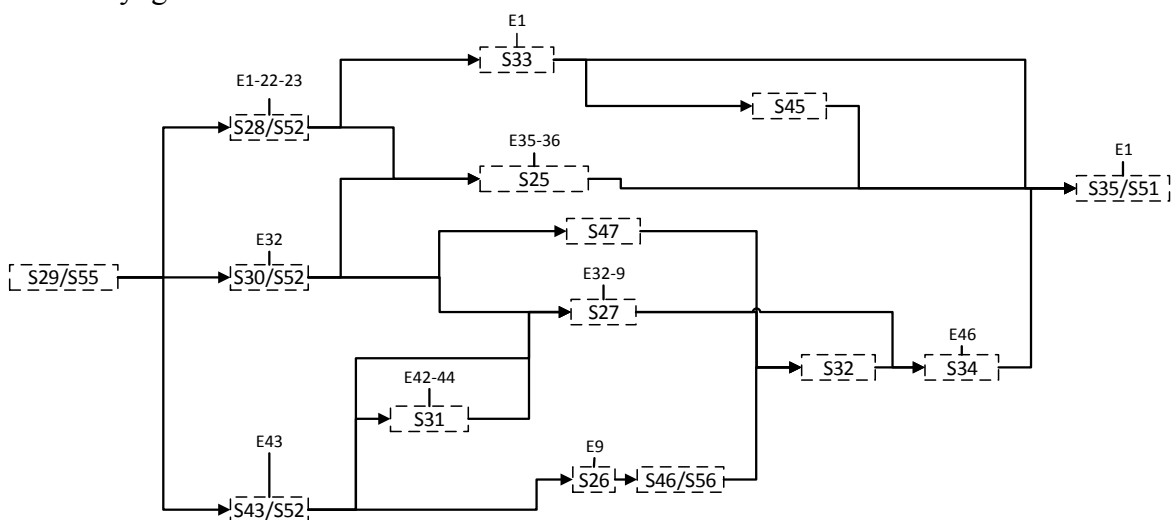 E1
S33
E1-22-23
S28/S52
S45
E35-36
S25
E1
S35/S51
S47
E32
S30/S52
S29/S55
E32-9
S27
E46
S32
S34
E42-44
S31
E43
S43/S52
E9
S26
S46/S56